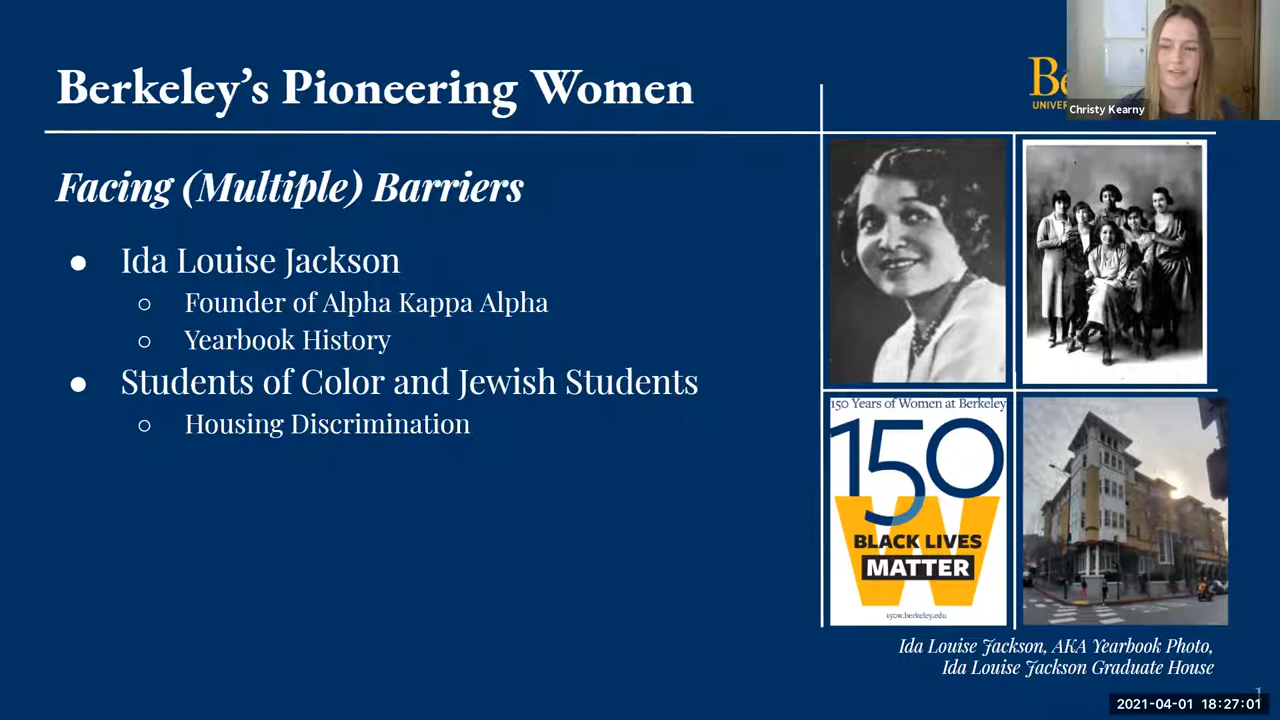 Berkeley's Pioneering Women
Christy Kearny
Facing (Multiple) Barriers
● Ida Louise Jackson
○ Founder of Alpha Kappa Alpha
○ Yearbook History
● Students of Color and Jewish Students
○ Housing Discrimination
150 Years of Women at Berkeley
150
W
BLACK LIVES
MATTER
150w.berkeley.edu
Ida Louise Jackson, AKA Yearbook Photo,
Ida Louise Jackson Graduate House
1
2021-04-01 18:27:01